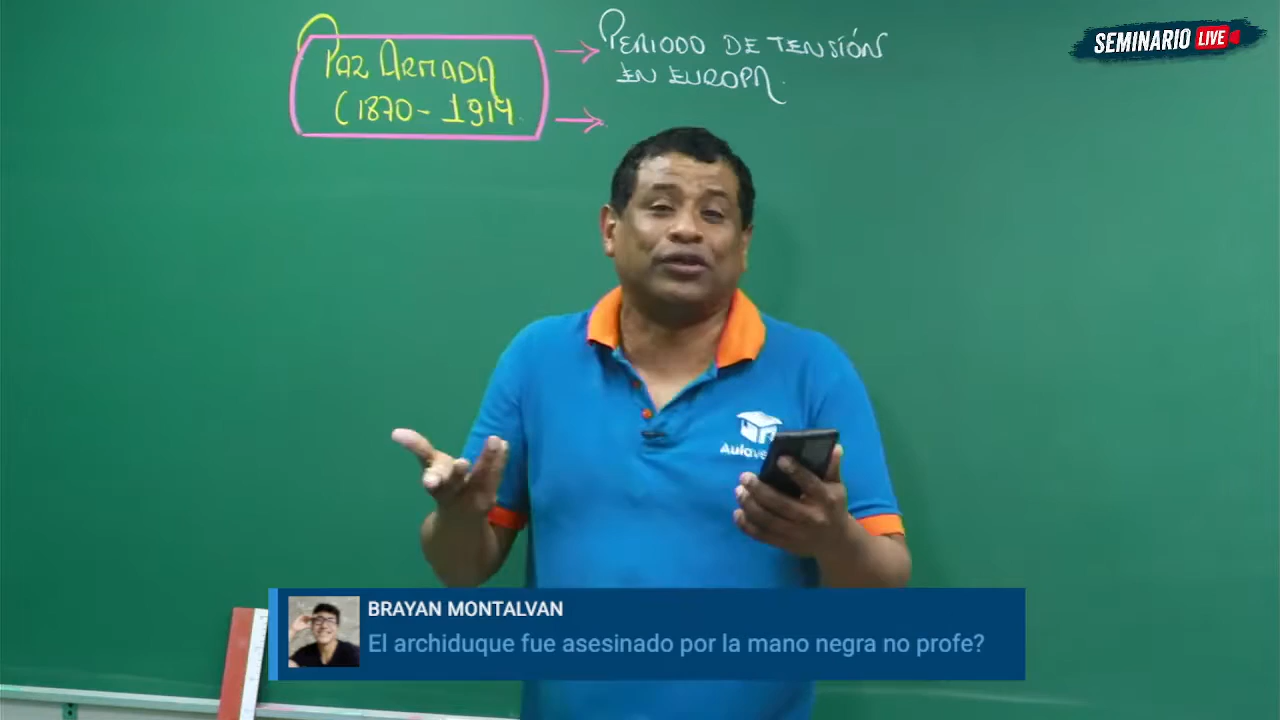 PAZ ARMADA
(1870-1914
PERIODO DE TENSIÓN
EN EUROPA.
SEMINARIO LIVE
BRAYAN MONTALVAN
El archiduque fue asesinado por la mano negra no profe?